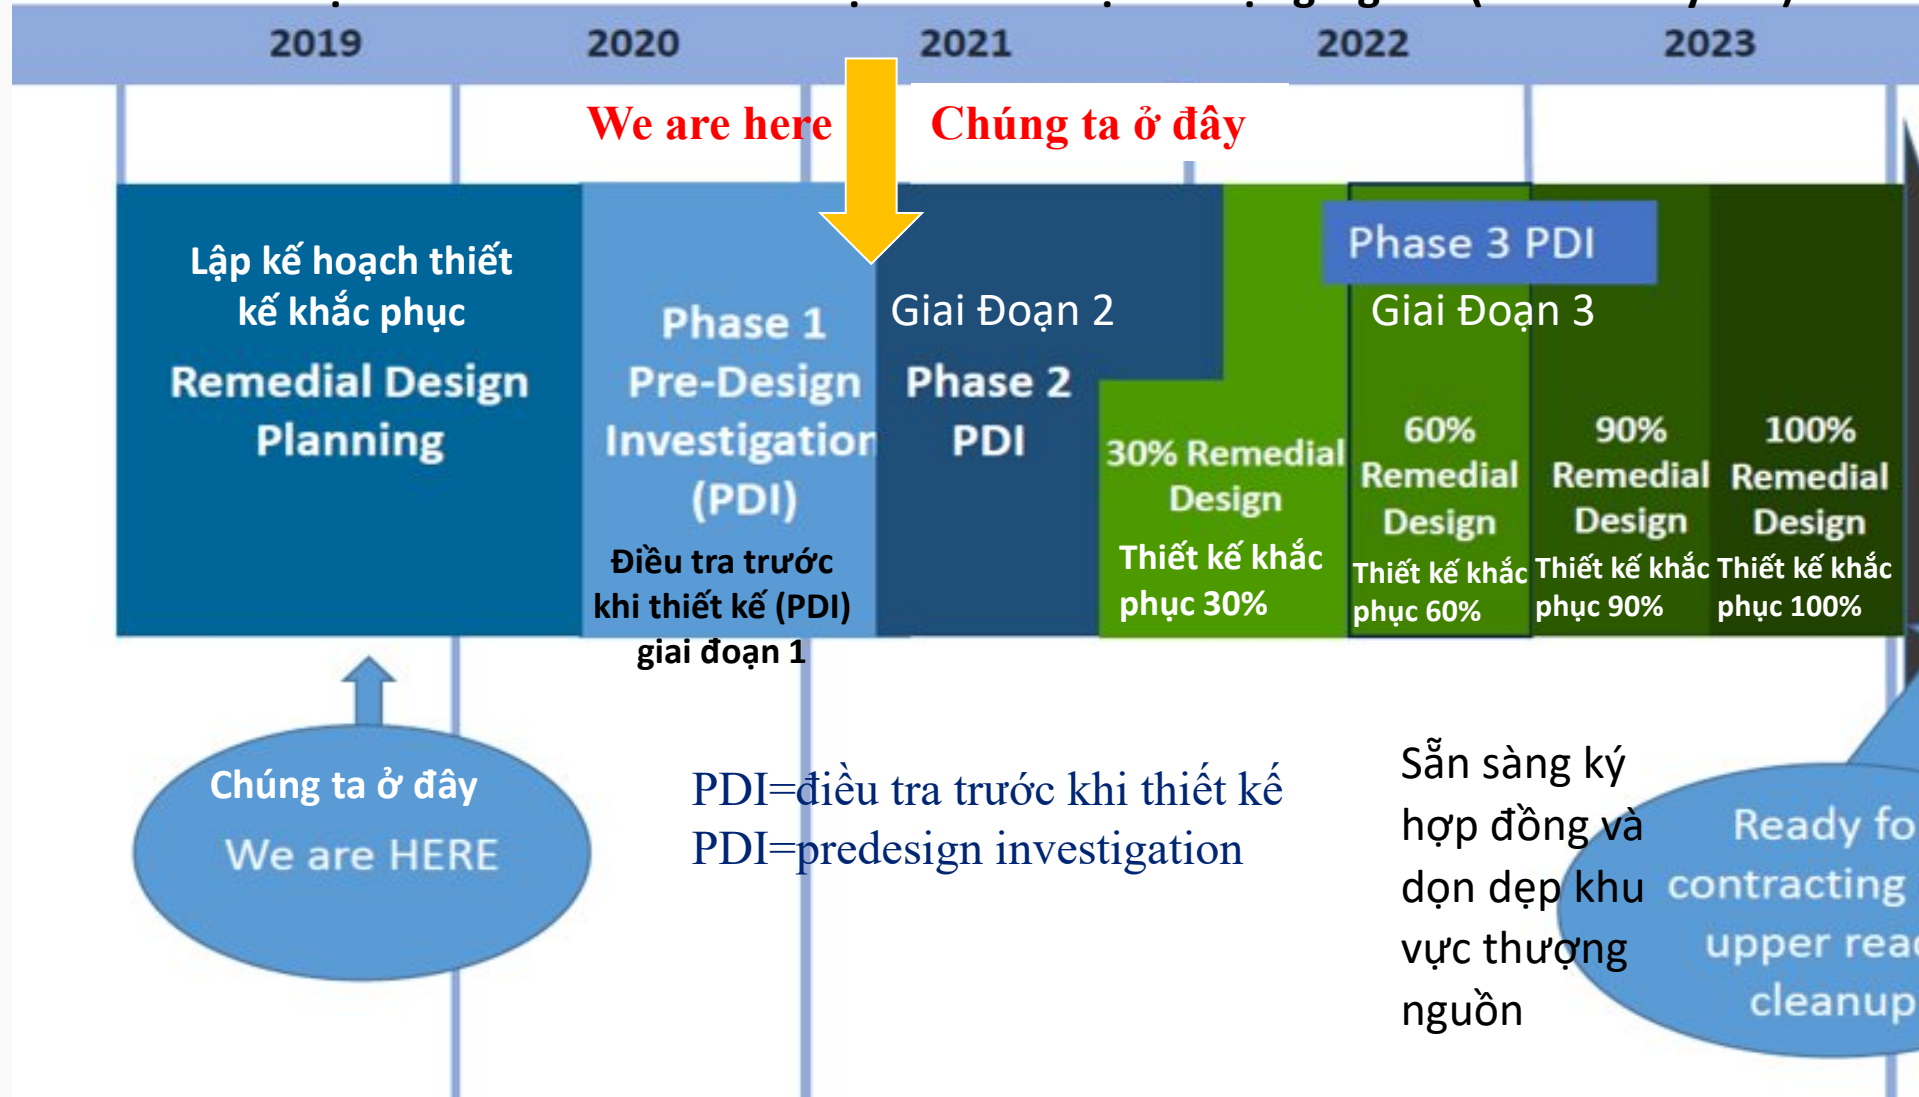 2019
2020
2021
2022
2023
We are here
Chúng ta ở đây
Lập kế hoạch thiết
kế khắc phục
Remedial Design
Planning
Phase 1
Pre-Design
Investigation
(PDI)
Điều tra trước
khi thiết kế (PDI)
giai đoạn 1
Giai Đoạn 2
Phase 2
PDI
Phase 3 PDI
Giai Đoạn 3
30% Remedial
Design
Thiết kế khắc
phục 30%
60%
Remedial
Design
Thiết kế khắc
phục 60%
90%
Remedial
Design
Thiết kế khắc
phục 90%
100%
Remedial
Design
Thiết kế khắc
phục 100%
Chúng ta ở đây
We are HERE
PDI=điều tra trước khi thiết kế
PDI=predesign investigation
Sẵn sàng ký
hợp đồng và
dọn dẹp khu
vực thượng
nguồn
Ready
contracting
upper
cleanup